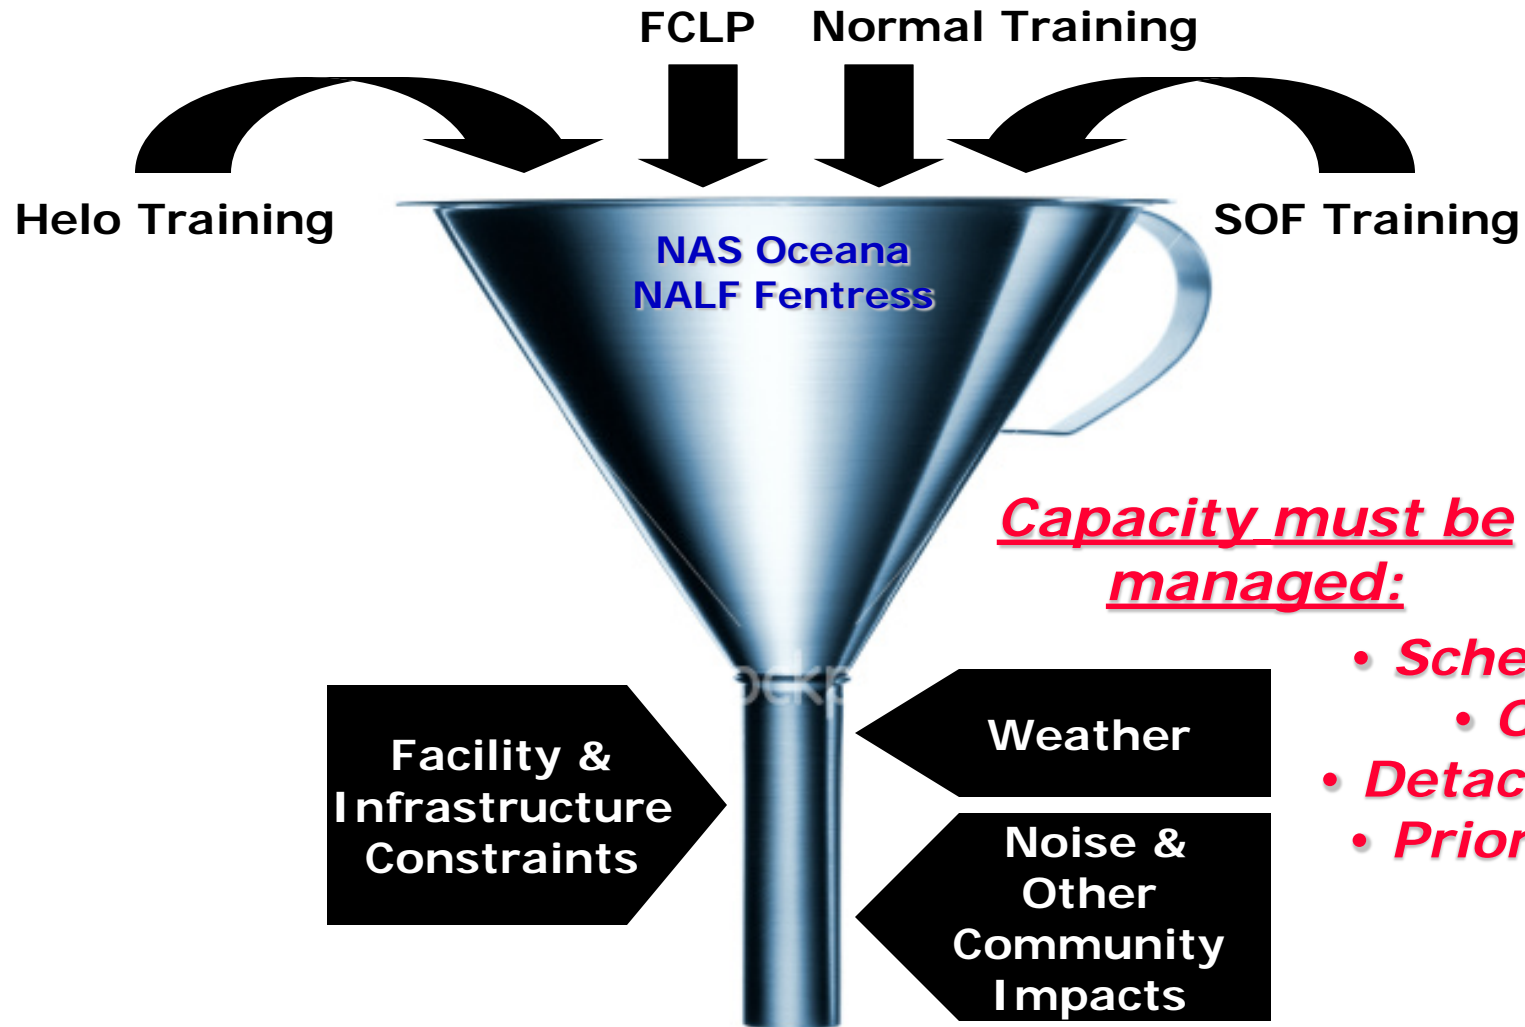 FCLP Normal Training
Helo Training
SOF Training
NAS Oceana
NALF Fentress
Capacity must be
managed:
Facility &
Infrastructure
Constraints
Weather
Noise &
Other
Community
Impacts